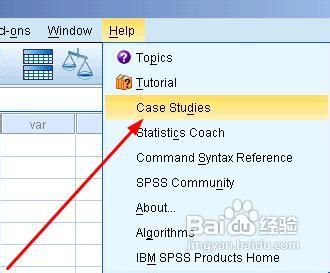 d-ons Window Help
Topics
Tutorial
Case Studies
var
Statistics Coach
Command Syntax Reference
SPSS Community
About...
Algorithms
IBM SPSS Products Home
Baidu 经验
jingyan.baidu.com